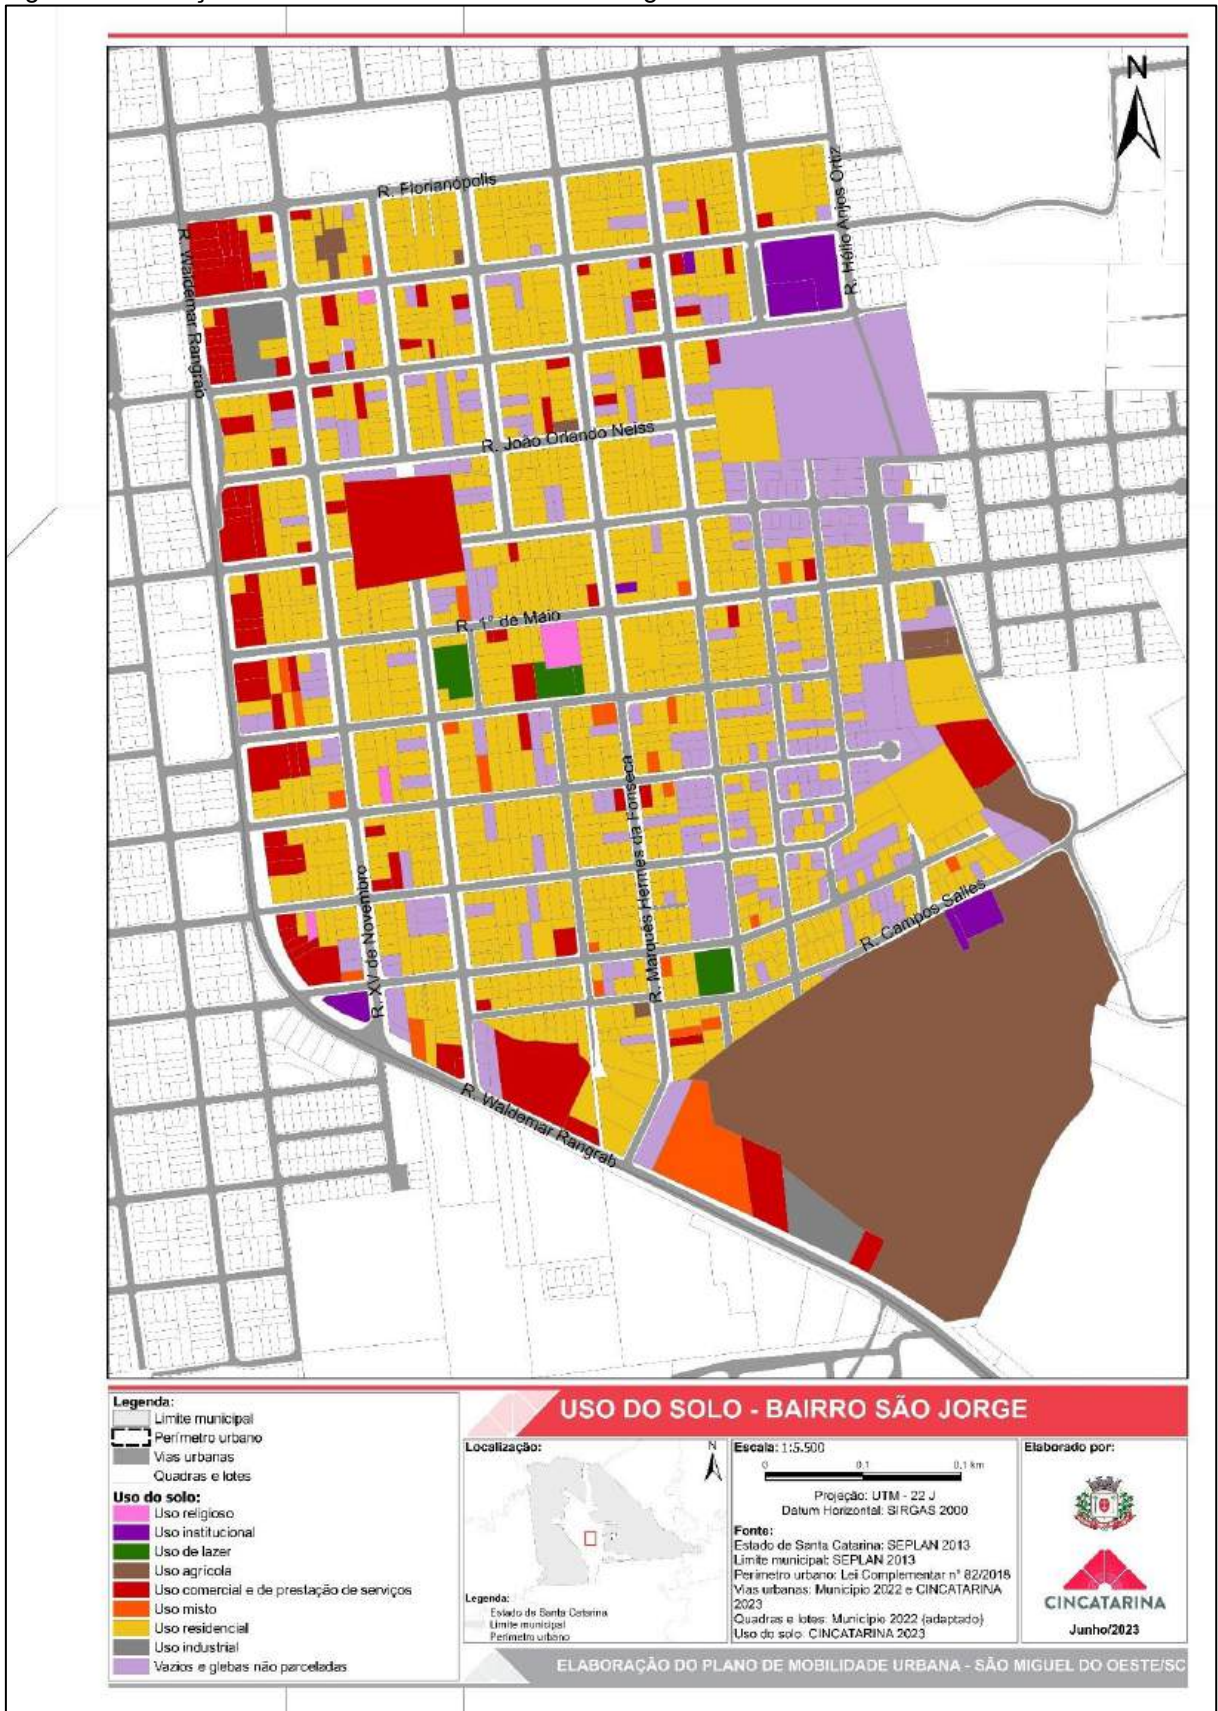 N
R. Florianópolis
R. Hélio Anjos Ortiz
R. Waldemar Rangrab
R. João Orlando Neiss
R. 1° de Maio
R. Marquês Hermes da Fonseca
R. XV de Novembro
R. Campos Salles
R. Waldemar Rangrab
Legenda:
Limite municipal
Perímetro urbano
Vias urbanas
Quadras e lotes
Uso do solo:
Uso religioso
Uso institucional
Uso de lazer
Uso agrícola
Uso comercial e de prestação de serviços
Uso misto
Uso residencial
Uso industrial
Vazios e glebas não parceladas
USO DO SOLO - BAIRRO SÃO JORGE
Localização:
N
Legenda:
Estado de Santa Catarina
Limite municipal
Perímetro urbano
Escala: 1:5.500
0 0,1 0,1 km
Projeção: UTM - 22 J
Datum Horizontal: SIRGAS 2000
Fonte:
Estado de Santa Catarina: SEPLAN 2013
Limite municipal: SEPLAN 2013
Perímetro urbano: Lei Complementar n° 82/2018
Vias urbanas: Município 2022 e CINCATARINA
2023
Quadras e lotes: Município 2022 (adaptado)
Uso do solo: CINCATARINA 2023
Elaborado por:
CINCATARINA
Junho/2023
ELABORAÇÃO DO PLANO DE MOBILIDADE URBANA - SÃO MIGUEL DO OESTE/SC